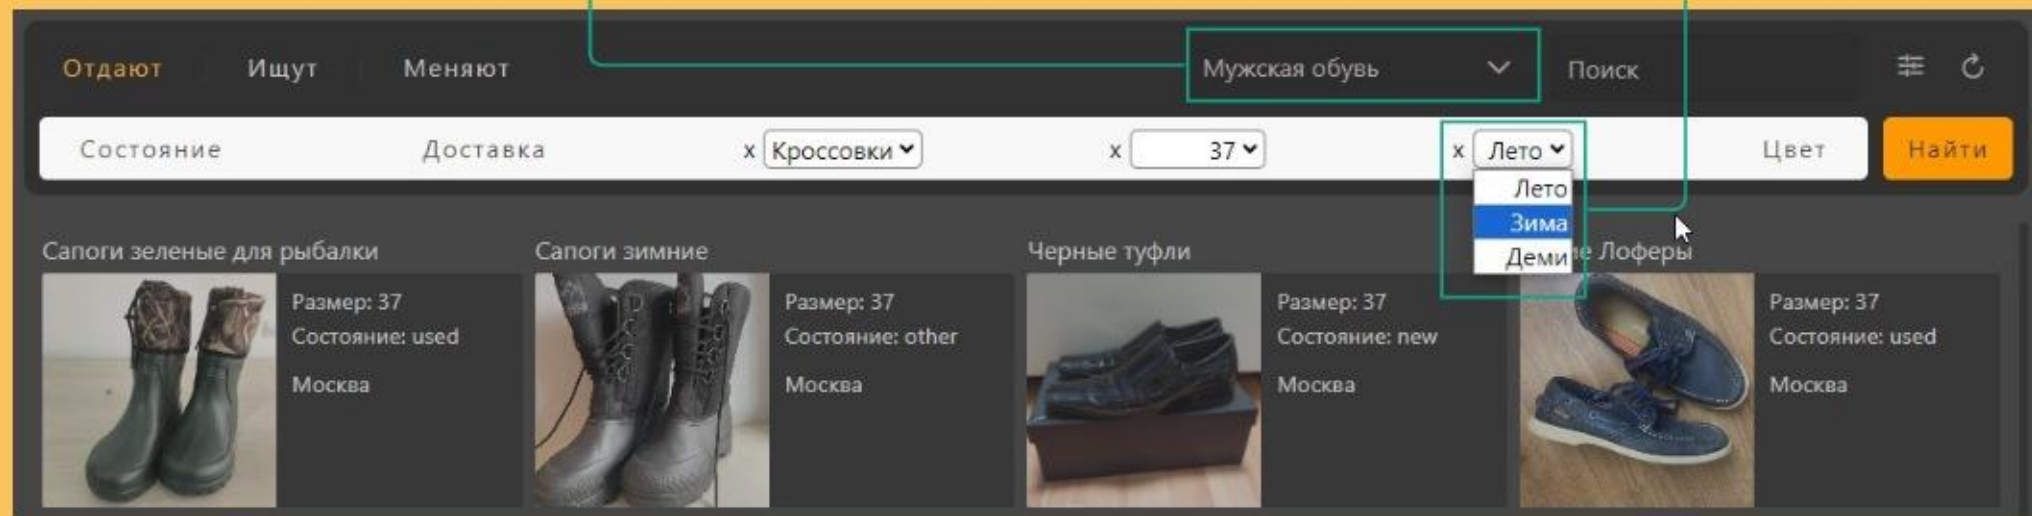 Отдают Ищут Меняют Мужская обувь Поиск
Состояние Доставка x Кроссовки x 37 x Лето Цвет Найти
Лето
Зима
Деми
Сапоги зеленые для рыбалки
Размер: 37
Состояние: used
Москва
Сапоги зимние
Размер: 37
Состояние: other
Москва
Черные туфли
Размер: 37
Состояние: new
Москва
Лоферы
Размер: 37
Состояние: used
Москва